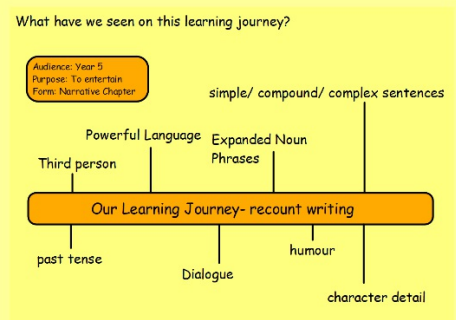 What have we seen on this learning journey?
Audience: Year 5
Purpose: To entertain
Form: Narrative Chapter
simple/ compound/ complex sentences
Powerful Language
Expanded Noun
Phrases
Third person
Our Learning Journey- recount writing
past tense
Dialogue
humour
character detail